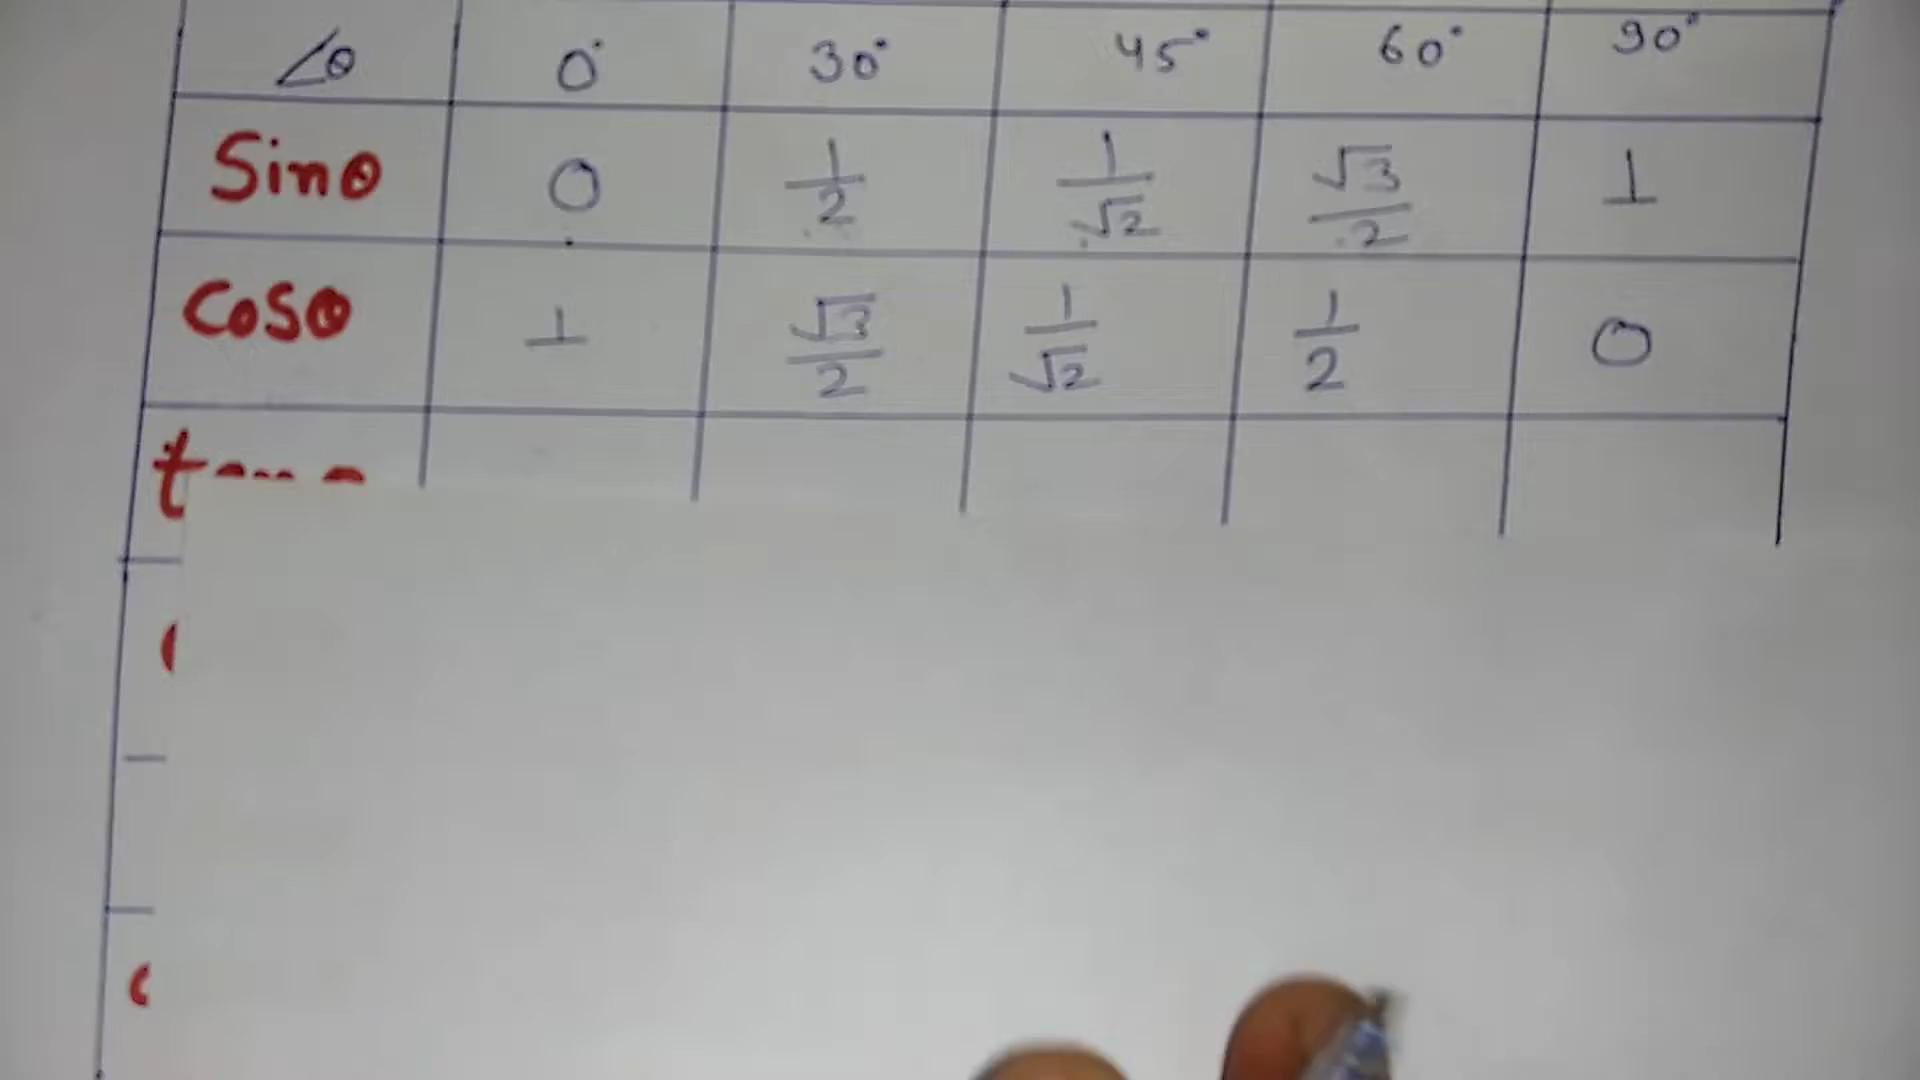 ∠θ 0° 30° 45° 60° 90°
Sinθ 0 1/2 1/√2 √3/2 1
Cosθ 1 √3/2 1/√2 1/2 0